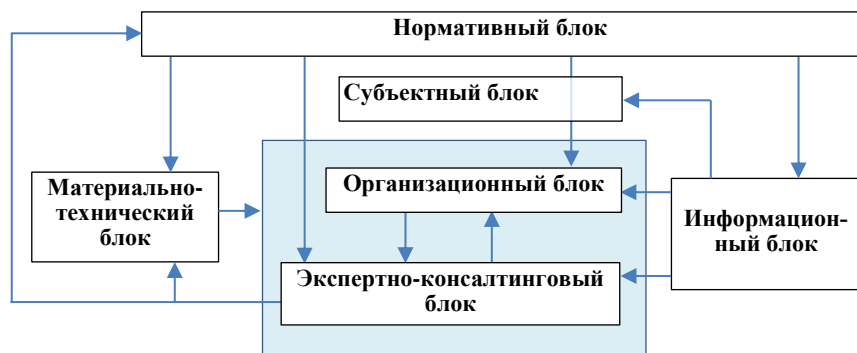 Нормативный блок
Субъектный блок
Материально-
технический
блок
Организационный блок
Информацион-
ный блок
Экспертно-консалтинговый
блок